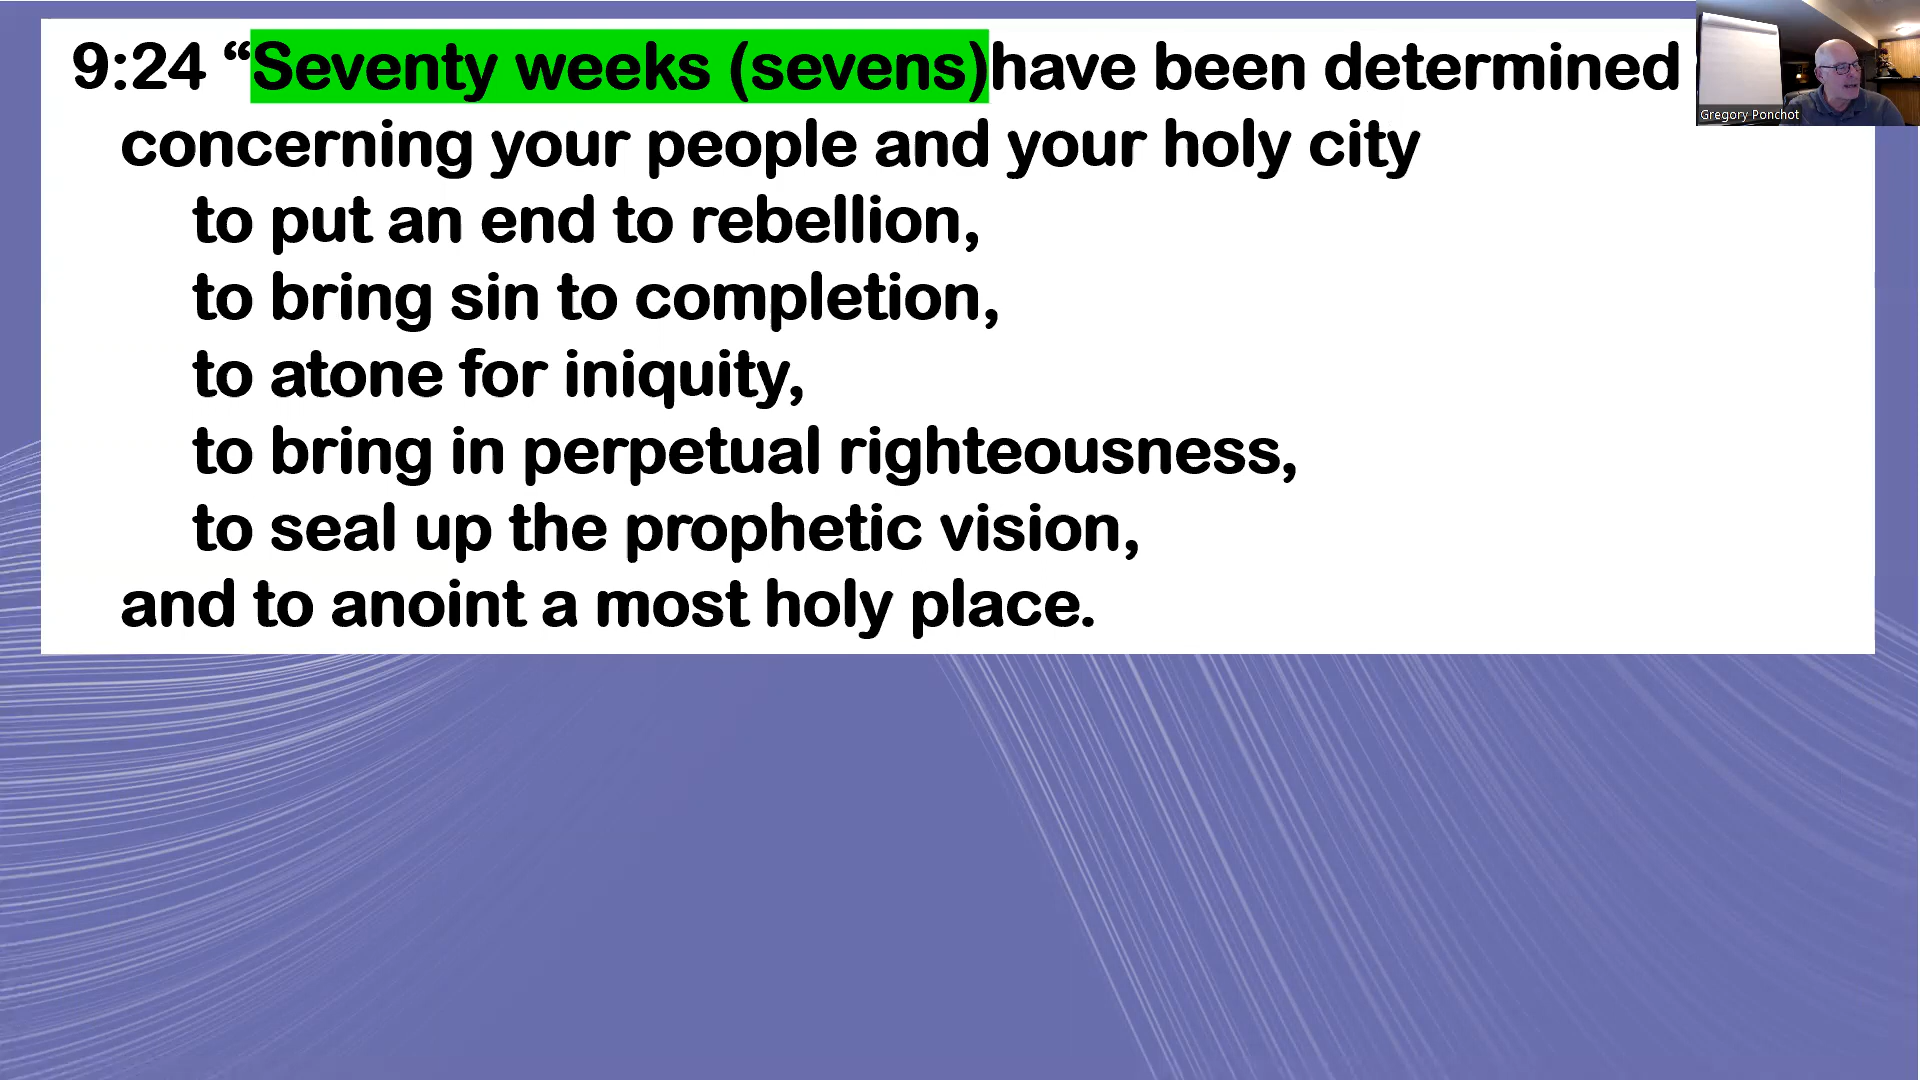 9:24 “Seventy weeks (sevens)have been determined
concerning your people and your holy city
to put an end to rebellion,
to bring sin to completion,
to atone for iniquity,
to bring in perpetual righteousness,
to seal up the prophetic vision,
and to anoint a most holy place.
Gregory Ponchot